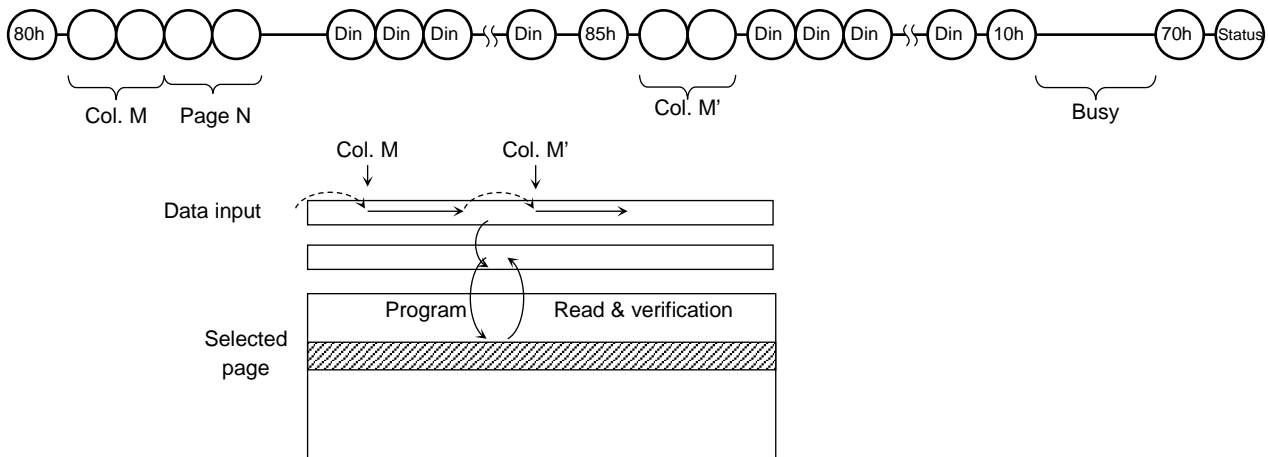 80h Din Din Din Din 85h Din Din Din Din 10h 70h Status
Col. M Page N Col. M’ Busy
Col. M Col. M’
Data input
Program Read & verification
Selected
page